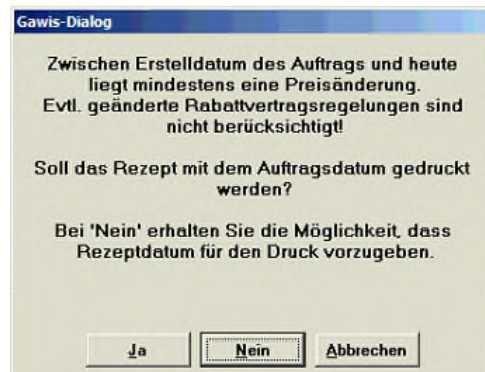 Gawis-Dialog
Zwischen Erstelldatum des Auftrags und heute
liegt mindestens eine Preisänderung.
Evtl. geänderte Rabattvertragsregelungen sind
nicht berücksichtigt!
Soll das Rezept mit dem Auftragsdatum gedruckt
werden?
Bei 'Nein' erhalten Sie die Möglichkeit, dass
Rezeptdatum für den Druck vorzugeben.
Ja
Nein
Abbrechen